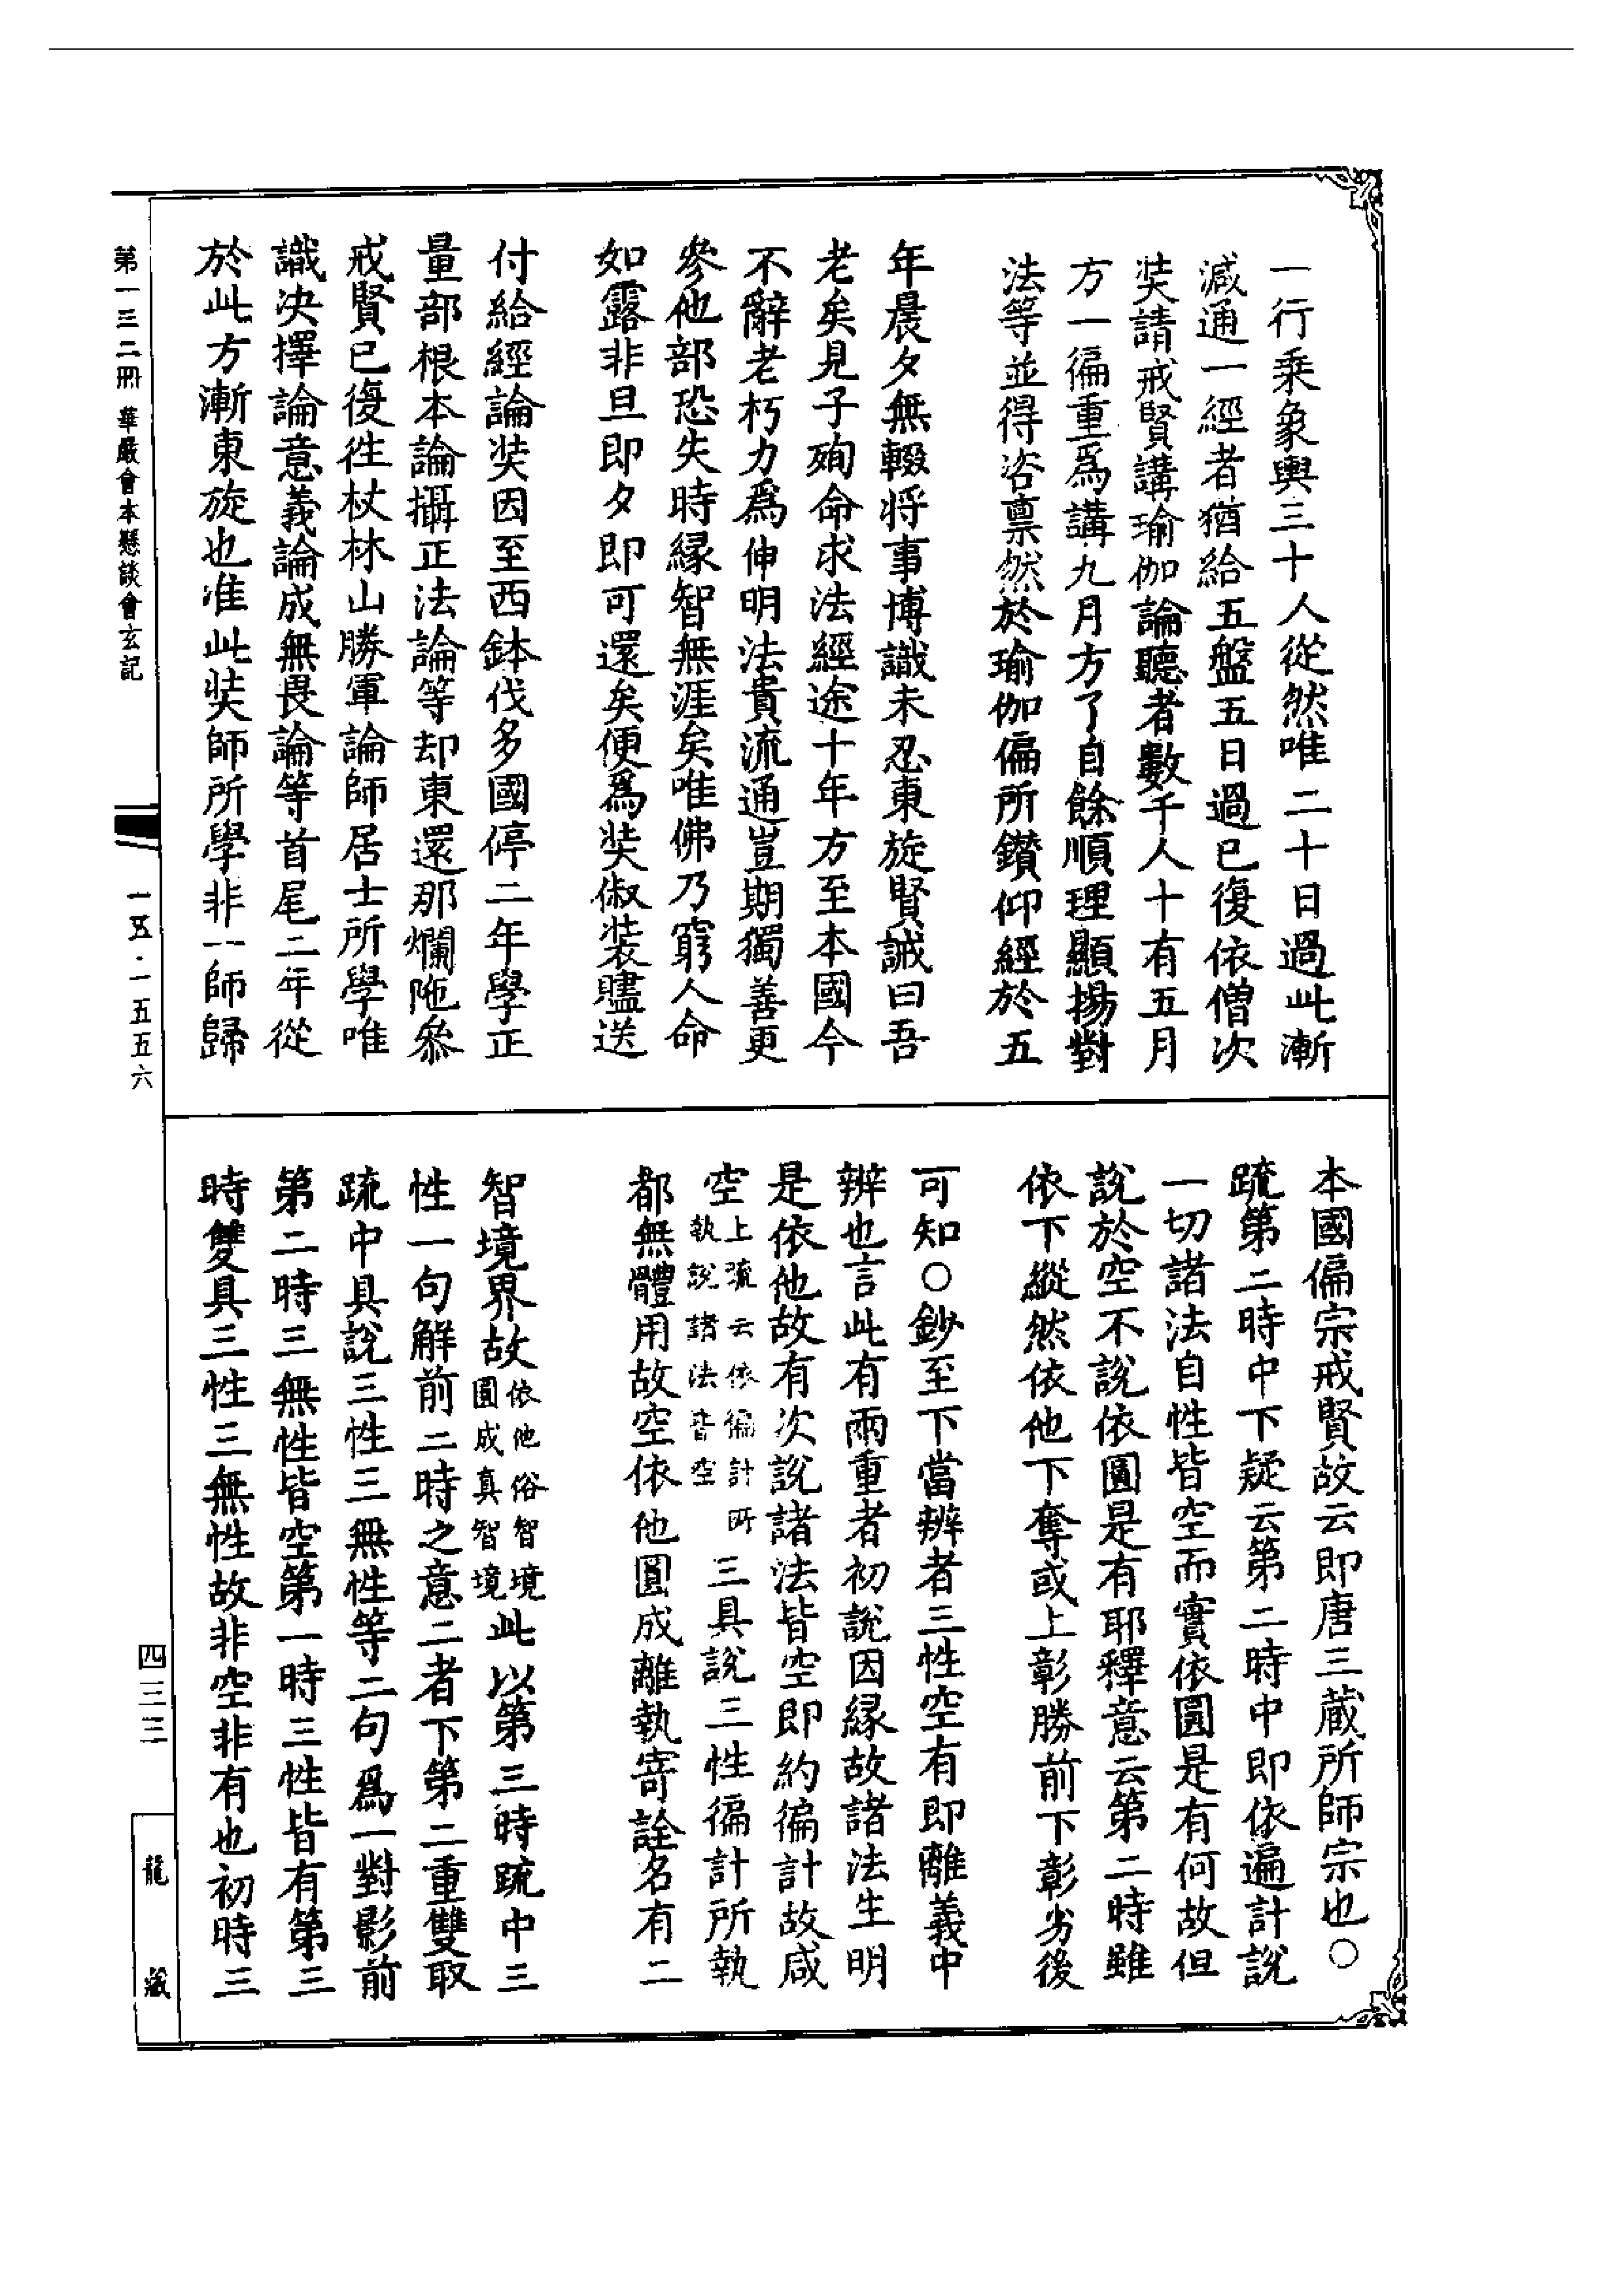 一行乘象輿三十人從然唯二十日過此漸
減通一經者猶給五盤五日過已復依僧次
奘請戒賢講瑜伽論聽者數千人十有五月
方一徧重爲講九月方了自餘順理顯揚對
法等並得咨禀然於瑜伽偏所鑽仰經於五
年晨夕無輟將事博識未忍東旋賢誡曰吾
老矣見子殉命求法經途十年方至本國今
不辭老朽力爲伸明法貴流通豈期獨善更
參他部恐失時緣智無涯矣唯佛乃窮人命
如露非旦即夕即可還矣便爲奘俶裝贐送
付給經論奘因至西鉢伐多國停二年學正
量部根本論攝正法論等却東還那爛陁叅
戒賢已復徃杖林山勝軍論師居士所學唯
識决擇論意義論成無畏論等首尾二年從
於此方漸東旋也准此奘師所學非一師歸
本國偏宗戒賢故云即唐三藏所師宗也○
疏第二時中下疑云第二時中即依遍計說
一切諸法自性皆空而實依圓是有何故但
說於空不說依圓是有耶釋意云第二時雖
依下縱然依他下奪或上彰勝前下彰劣後
可知○鈔至下當辨者三性空有即離義中
辨也言此有兩重者初說因緣故諸法生明
是依他故有次說諸法皆空即約徧計故咸
空上疏云依徧計所執說諸法皆空三具說三性徧計所執
都無體用故空依他圓成離執寄詮名有二
智境界故依他俗智境圓成真智境此以第三時疏中三
性一句解前二時之意二者下第二重雙取
疏中具說三性三無性等二句爲一對影前
第二時三無性皆空第一時三性皆有第三
時雙具三性三無性故非空非有也初時三
第一三二冊 華嚴會本懸談會玄記
一五·一五五六
四三三
龍藏